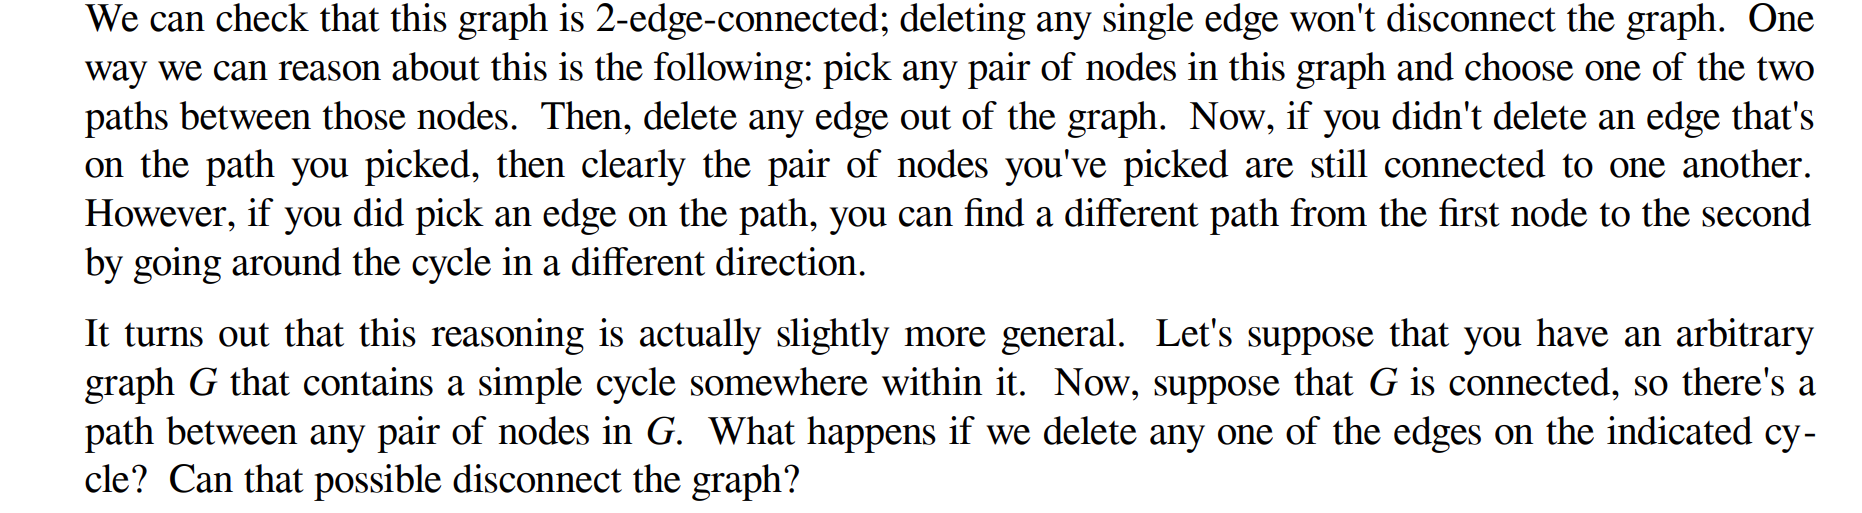 We can check that this graph is 2-edge-connected; deleting any single edge won't disconnect the graph. One
way we can reason about this is the following: pick any pair of nodes in this graph and choose one of the two
paths between those nodes. Then, delete any edge out of the graph. Now, if you didn't delete an edge that's
on the path you picked, then clearly the pair of nodes you've picked are still connected to one another.
However, if you did pick an edge on the path, you can find a different path from the first node to the second
by going around the cycle in a different direction.
It turns out that this reasoning is actually slightly more general. Let's suppose that you have an arbitrary
graph G that contains a simple cycle somewhere within it. Now, suppose that G is connected, so there's a
path between any pair of nodes in G. What happens if we delete any one of the edges on the indicated cy-
cle? Can that possible disconnect the graph?